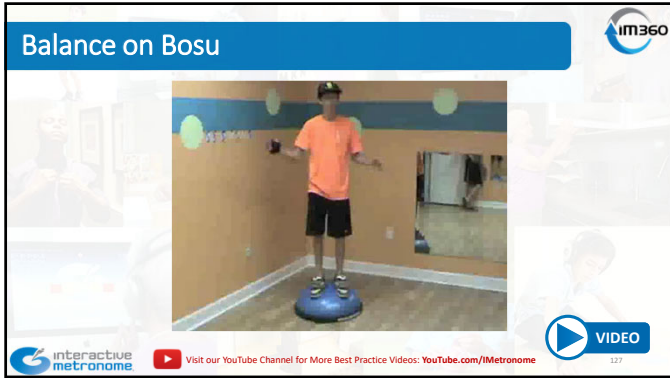 Balance on Bosu
IM360
VIDEO
interactive
metronome
Visit our YouTube Channel for More Best Practice Videos: YouTube.com/IMetronome
127